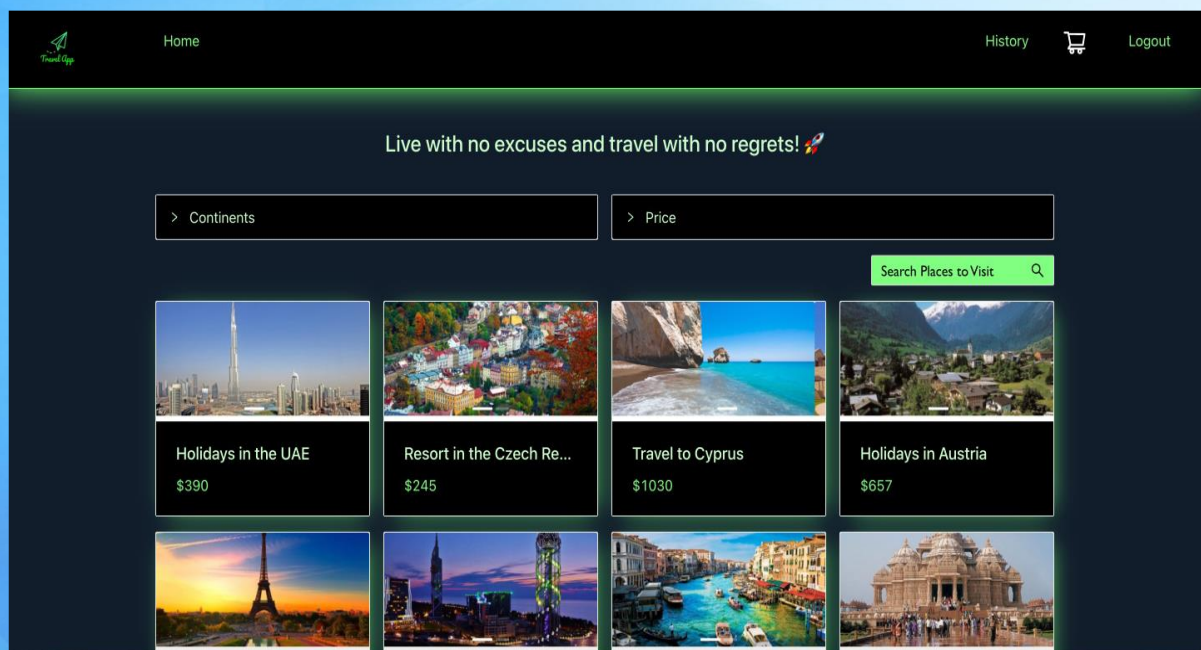 Travel App
Home
History
Logout
Live with no excuses and travel with no regrets! 🚀
Continents
Price
Search Places to Visit
Holidays in the UAE
$390
Resort in the Czech Re...
$245
Travel to Cyprus
$1030
Holidays in Austria
$657